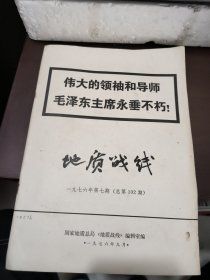 伟大的领袖和导师
毛泽东主席永垂不朽!
地质战线
一九七六年第七期(总第102期)
国家地质总局《地质战线》编辑室编
一九七六年九月